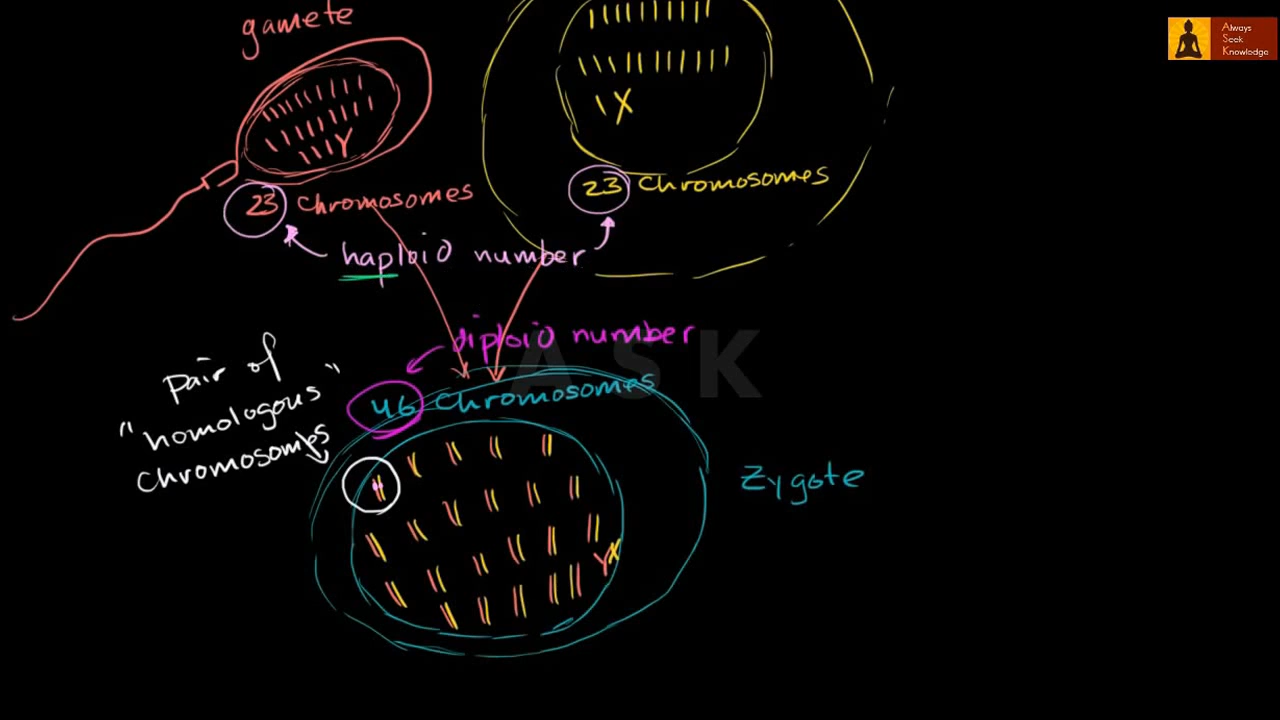 gamete
Always
Seek
Knowledge
Y
X
23 Chromosomes
23 Chromosomes
haploid number
diploid number
ASK
pair of
"homologous"
chromosomes
46 Chromosomes
Zygote
YX